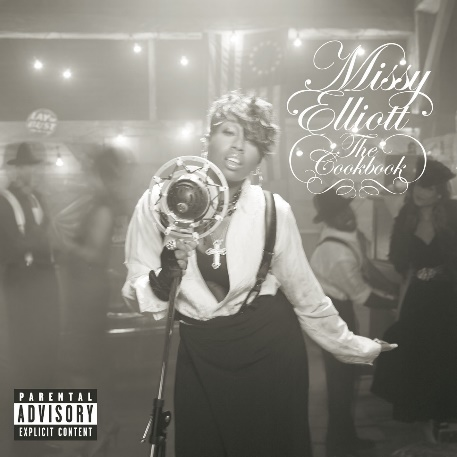 Missy
Elliott
The
Cookbook
PARENTAL
ADVISORY
EXPLICIT CONTENT